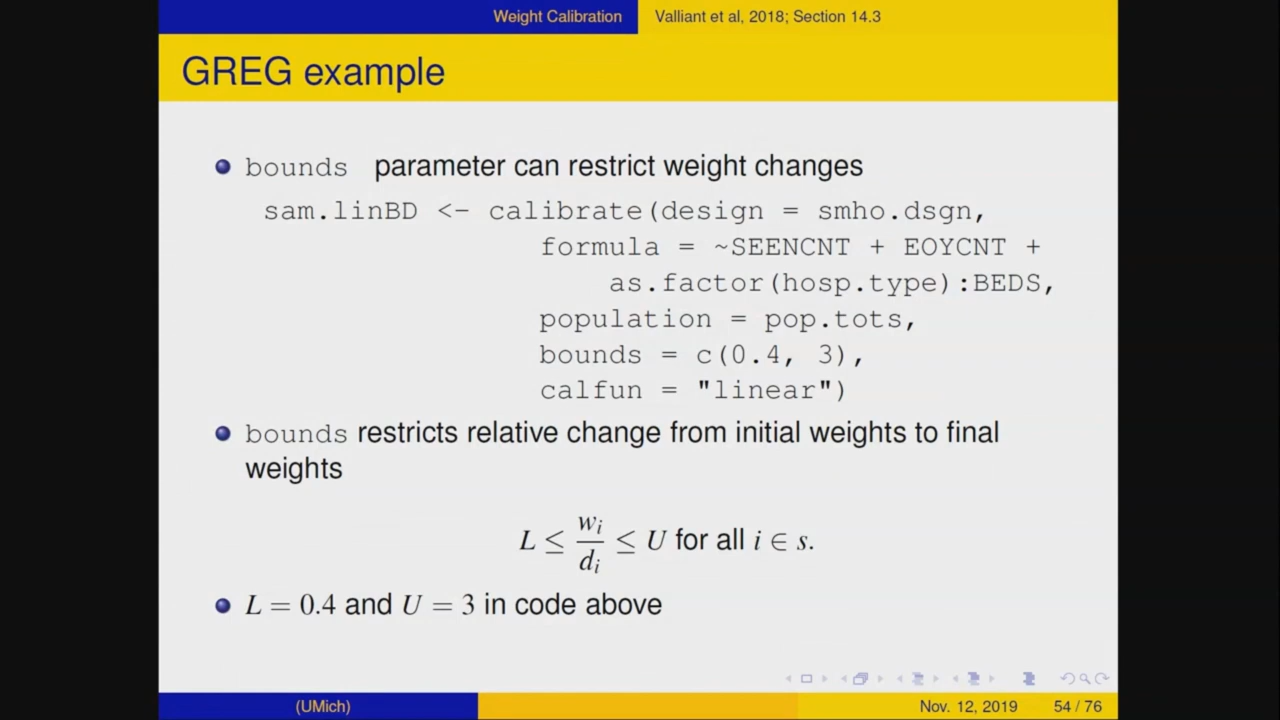 Weight Calibration Valliant et al, 2018; Section 14.3
GREG example
bounds parameter can restrict weight changes
sam.linBD <- calibrate(design = smho.dsgn,
formula = ~SEENCNT + EOYCNT +
as.factor(hosp.type):BEDS,
population = pop.tots,
bounds = c(0.4, 3),
calfun = "linear")
bounds restricts relative change from initial weights to final
weights
L ≤ w_i/d_i ≤ U for all i ∈ s.
L = 0.4 and U = 3 in code above
(UMich) Nov. 12, 2019 54 / 76